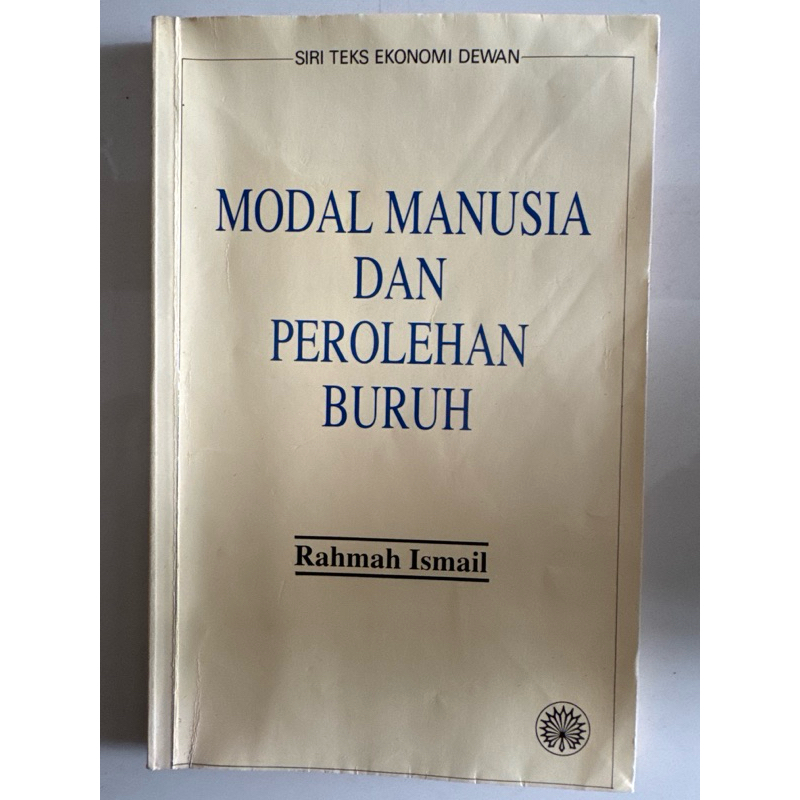 SIRI TEKS EKONOMI DEWAN
MODAL MANUSIA
DAN
PEROLEHAN
BURUH
Rahmah Ismail